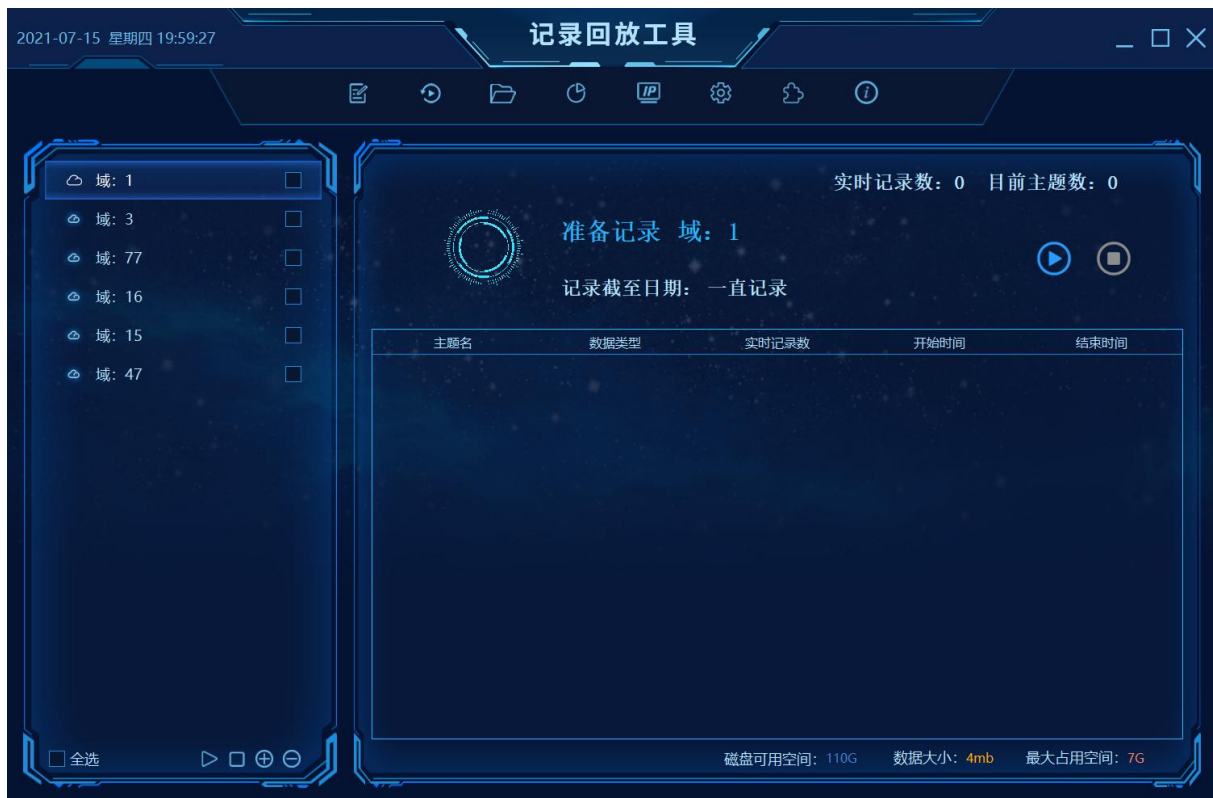 2021-07-15 星期四 19:59:27
记录回放工具
IP
域: 1
域: 3
域: 77
域: 16
域: 15
域: 47
全选
实时记录数: 0 目前主题数: 0
准备记录 域: 1
记录截至日期: 一直记录
主题名 数据类型 实时记录数 开始时间 结束时间
磁盘可用空间: 110G 数据大小: 4mb 最大占用空间: 7G